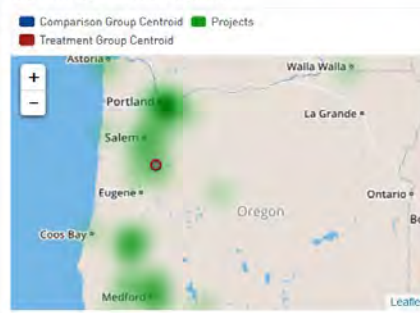 Comparison Group Centroid Projects
Treatment Group Centroid
Astoria
Walla Walla
+
Portland
−
La Grande
Salem
Eugene
Ontario
Oregon
Coos Bay
Medford
Leafle